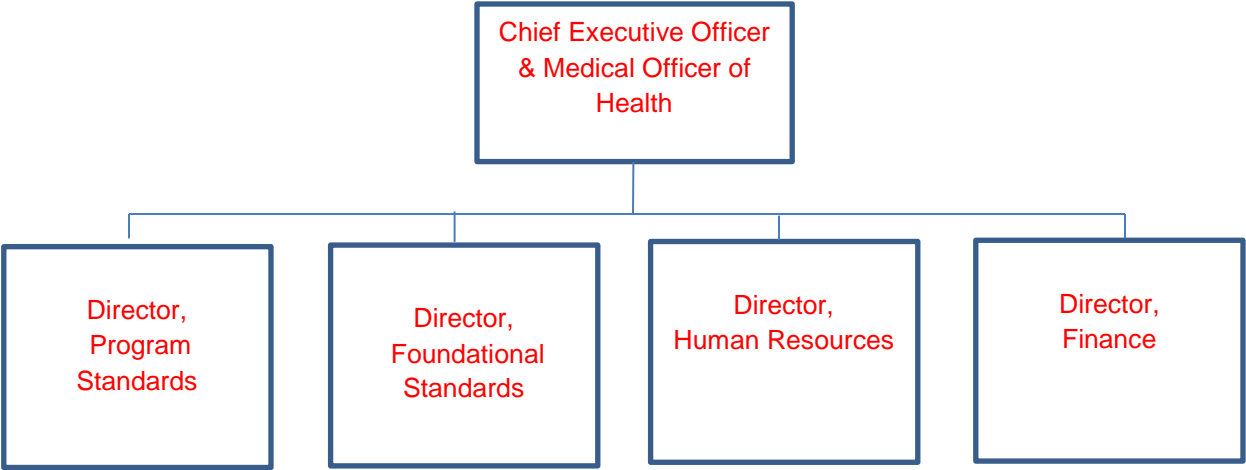 Chief Executive Officer
& Medical Officer of
Health
Director,
Program
Standards
Director,
Foundational
Standards
Director,
Human Resources
Director,
Finance